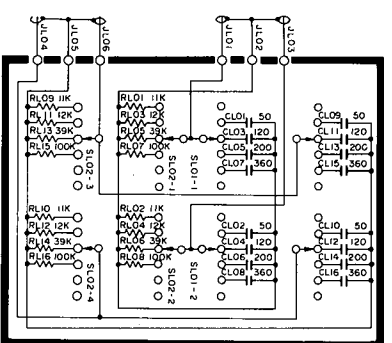 JL04
JL05
JL06
JL01
JL02
JL03
RL09 11K
RL11 12K
RL13 39K
RL15 100K
SL02-3
RL01 11K
RL03 12K
RL05 39K
RL07 100K
SL02-1
SL01-1
CL01 50
CL03 120
CL05 200
CL07 360
CL09 50
CL11 120
CL13 200
CL15 360
RL10 11K
RL12 12K
RL14 39K
RL16 100K
SL02-4
RL02 11K
RL04 12K
RL06 39K
RL08 100K
SL02-2
SL01-2
CL02 50
CL04 120
CL06 200
CL08 360
CL10 50
CL12 120
CL14 200
CL16 360